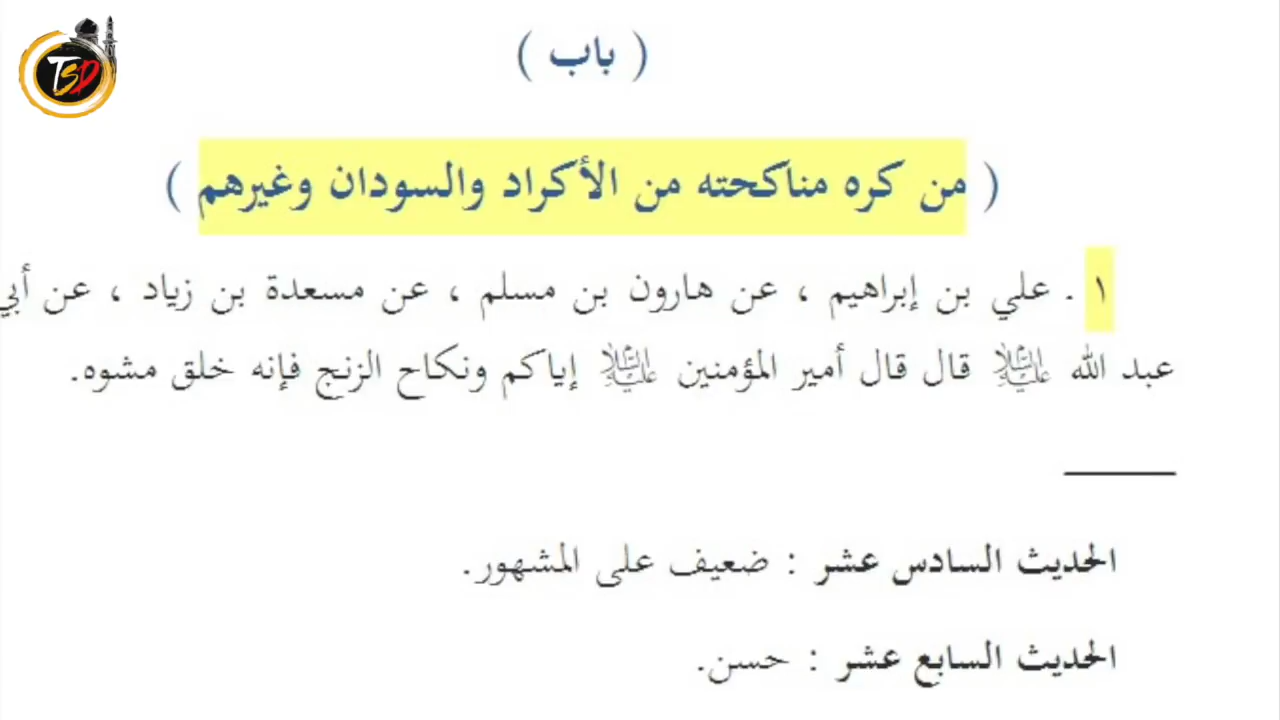 TSD
( باب )
( من كره مناكحته من الأكراد والسودان وغيرهم )
١ . علي بن إبراهيم ، عن هارون بن مسلم ، عن مسعدة بن زياد ، عن أبي
عبد الله عليه‌السلام قال قال أمير المؤمنين عليه‌السلام إياكم ونكاح الزنج فإنه خلق مشوه.
الحديث السادس عشر : ضعيف على المشهور.
الحديث السابع عشر : حسن.